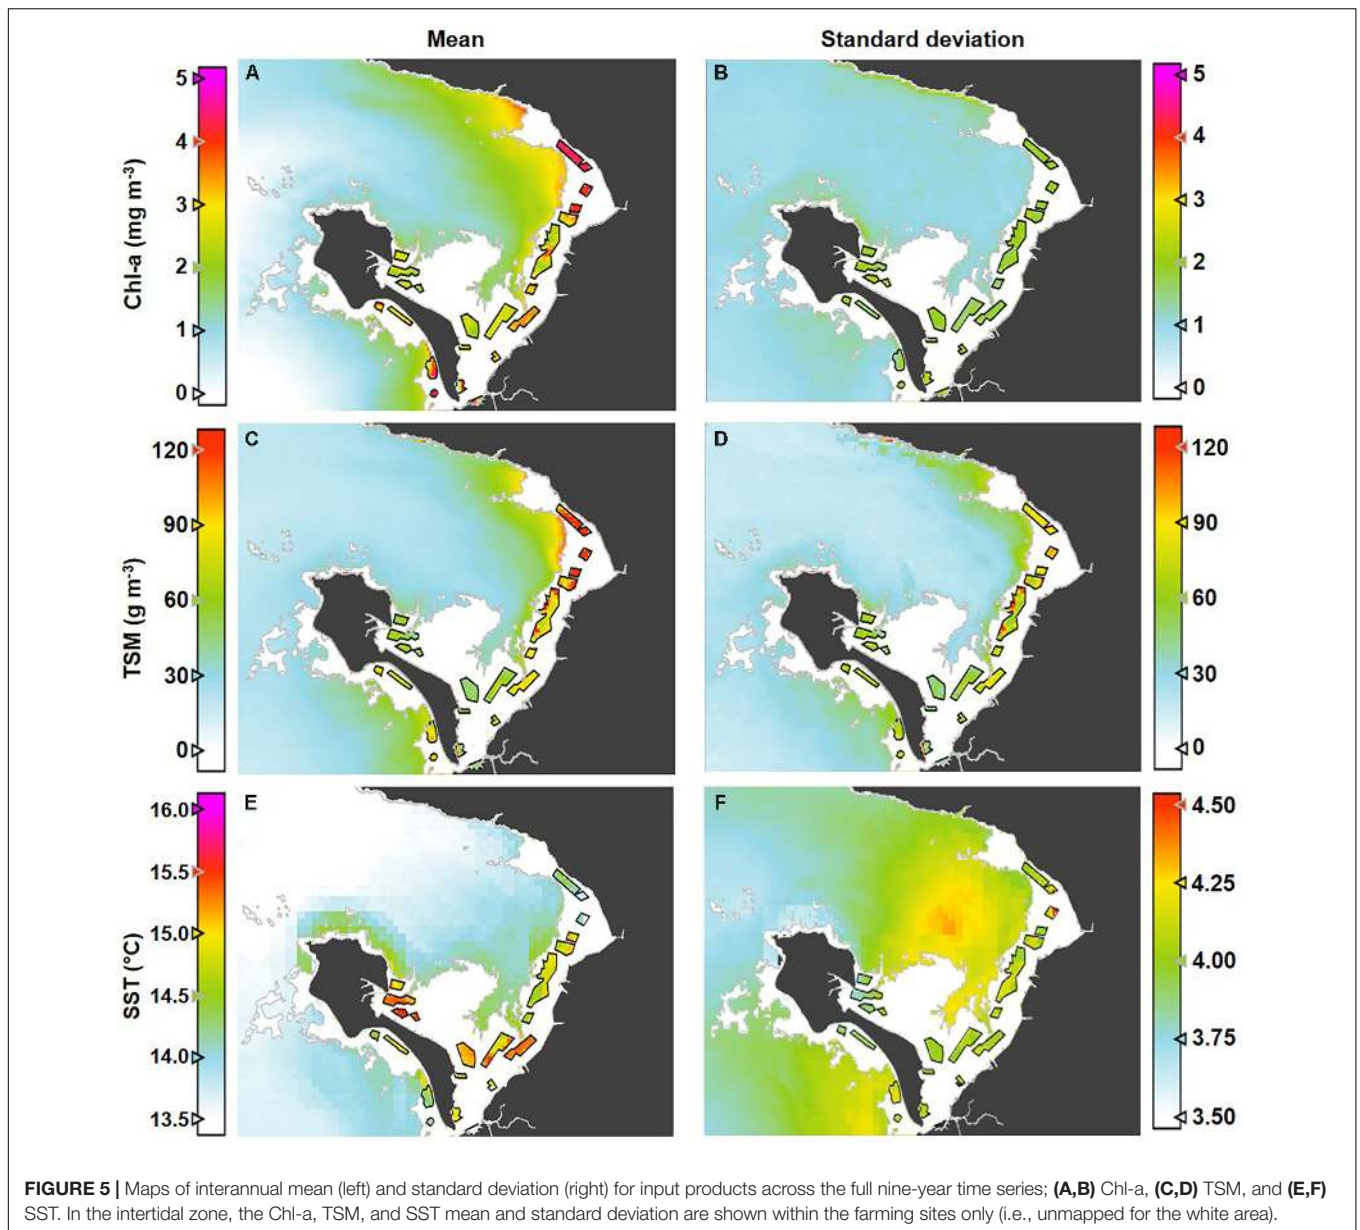 Mean
Standard deviation
A
B
5
4
3
2
1
0
Chl-a (mg m-3)
5
4
3
2
1
0
C
D
120
90
60
30
0
TSM (g m-3)
120
90
60
30
0
E
F
16.0
15.5
15.0
14.5
14.0
13.5
SST (°C)
4.50
4.25
4.00
3.75
3.50
FIGURE 5 | Maps of interannual mean (left) and standard deviation (right) for input products across the full nine-year time series; (A,B) Chl-a, (C,D) TSM, and (E,F)
SST. In the intertidal zone, the Chl-a, TSM, and SST mean and standard deviation are shown within the farming sites only (i.e., unmapped for the white area).